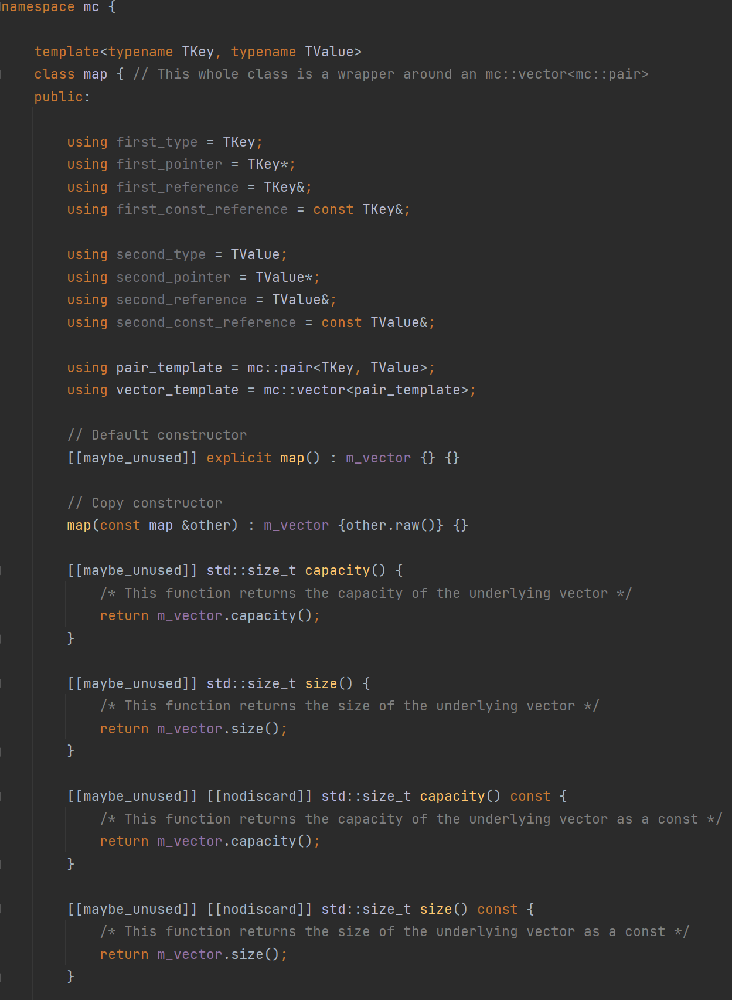 namespace mc {
template<typename TKey, typename TValue>
class map { // This whole class is a wrapper around an mc::vector<mc::pair>
public:
using first_type = TKey;
using first_pointer = TKey*;
using first_reference = TKey&;
using first_const_reference = const TKey&;
using second_type = TValue;
using second_pointer = TValue*;
using second_reference = TValue&;
using second_const_reference = const TValue&;
using pair_template = mc::pair<TKey, TValue>;
using vector_template = mc::vector<pair_template>;
// Default constructor
[[maybe_unused]] explicit map() : m_vector {} {}
// Copy constructor
map(const map &other) : m_vector {other.raw()} {}
[[maybe_unused]] std::size_t capacity() {
/* This function returns the capacity of the underlying vector */
return m_vector.capacity();
}
[[maybe_unused]] std::size_t size() {
/* This function returns the size of the underlying vector */
return m_vector.size();
}
[[maybe_unused]] [[nodiscard]] std::size_t capacity() const {
/* This function returns the capacity of the underlying vector as a const */
return m_vector.capacity();
}
[[maybe_unused]] [[nodiscard]] std::size_t size() const {
/* This function returns the size of the underlying vector as a const */
return m_vector.size();
}